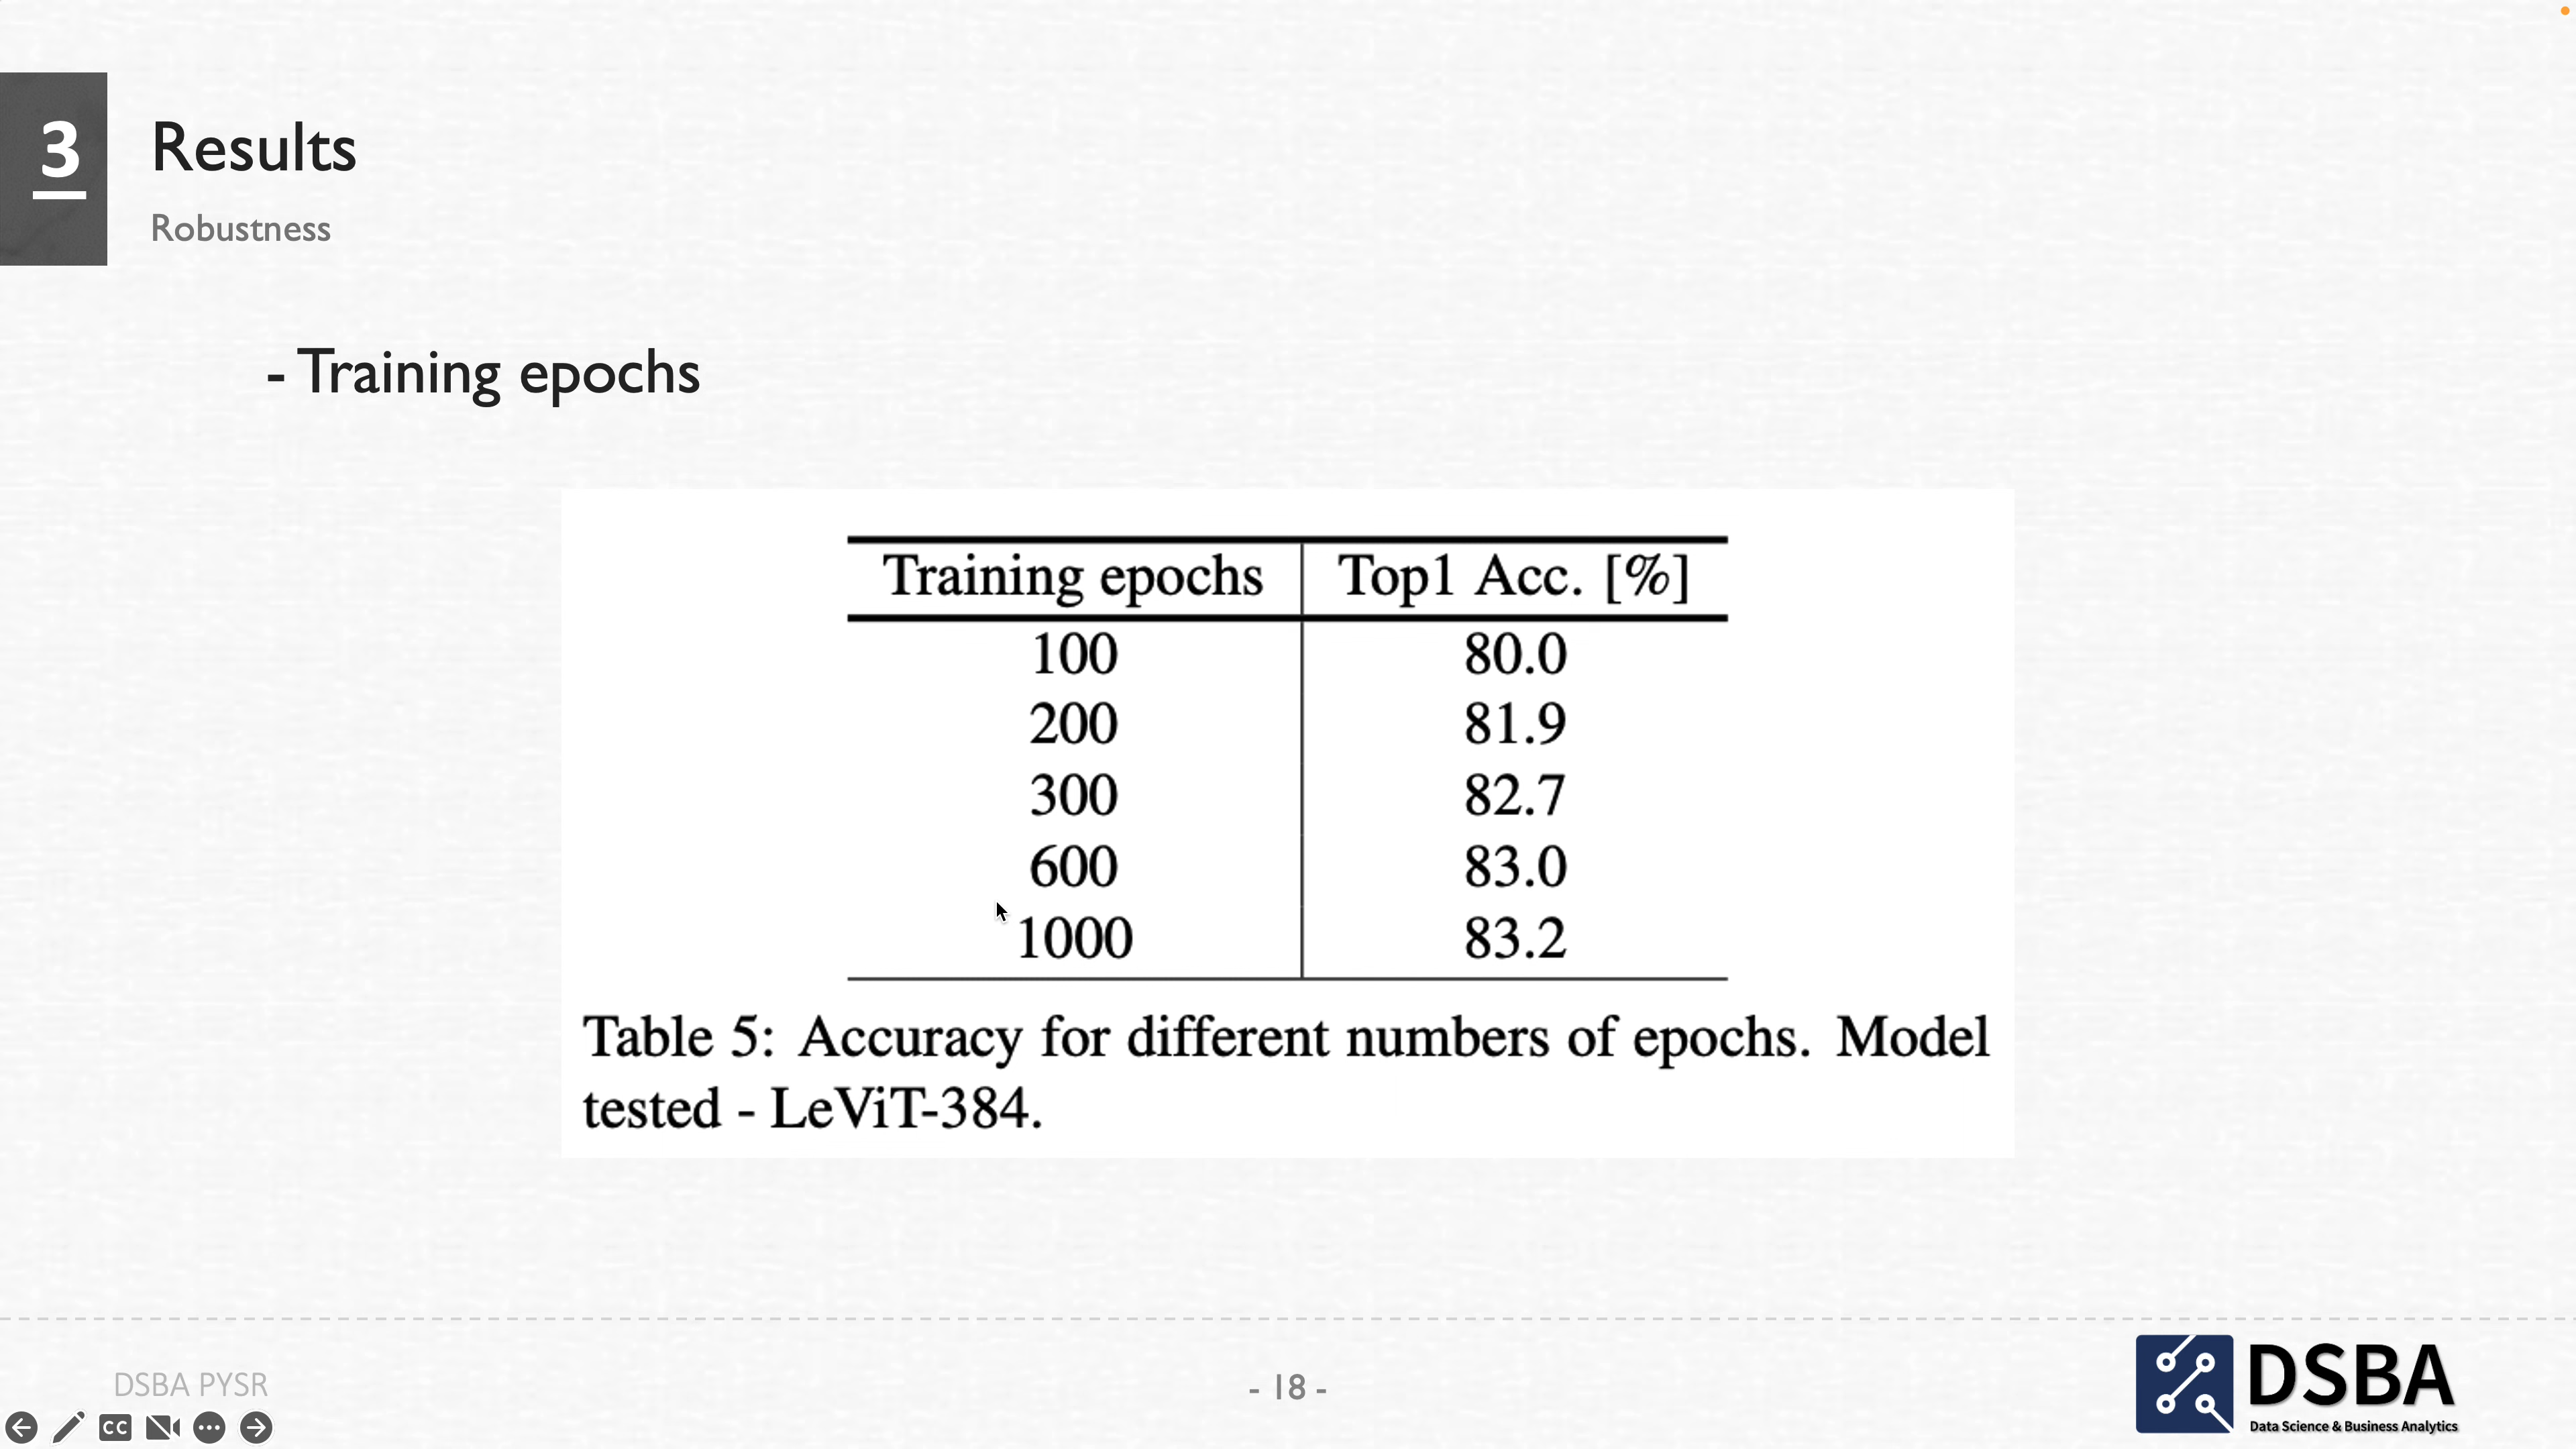 3
Results
Robustness
- Training epochs
Training epochs Top1 Acc. [%]
100 80.0
200 81.9
300 82.7
600 83.0
1000 83.2
Table 5: Accuracy for different numbers of epochs. Model
tested - LeViT-384.
DSBA PYSR
- 18 -
DSBA
Data Science & Business Analytics
CC